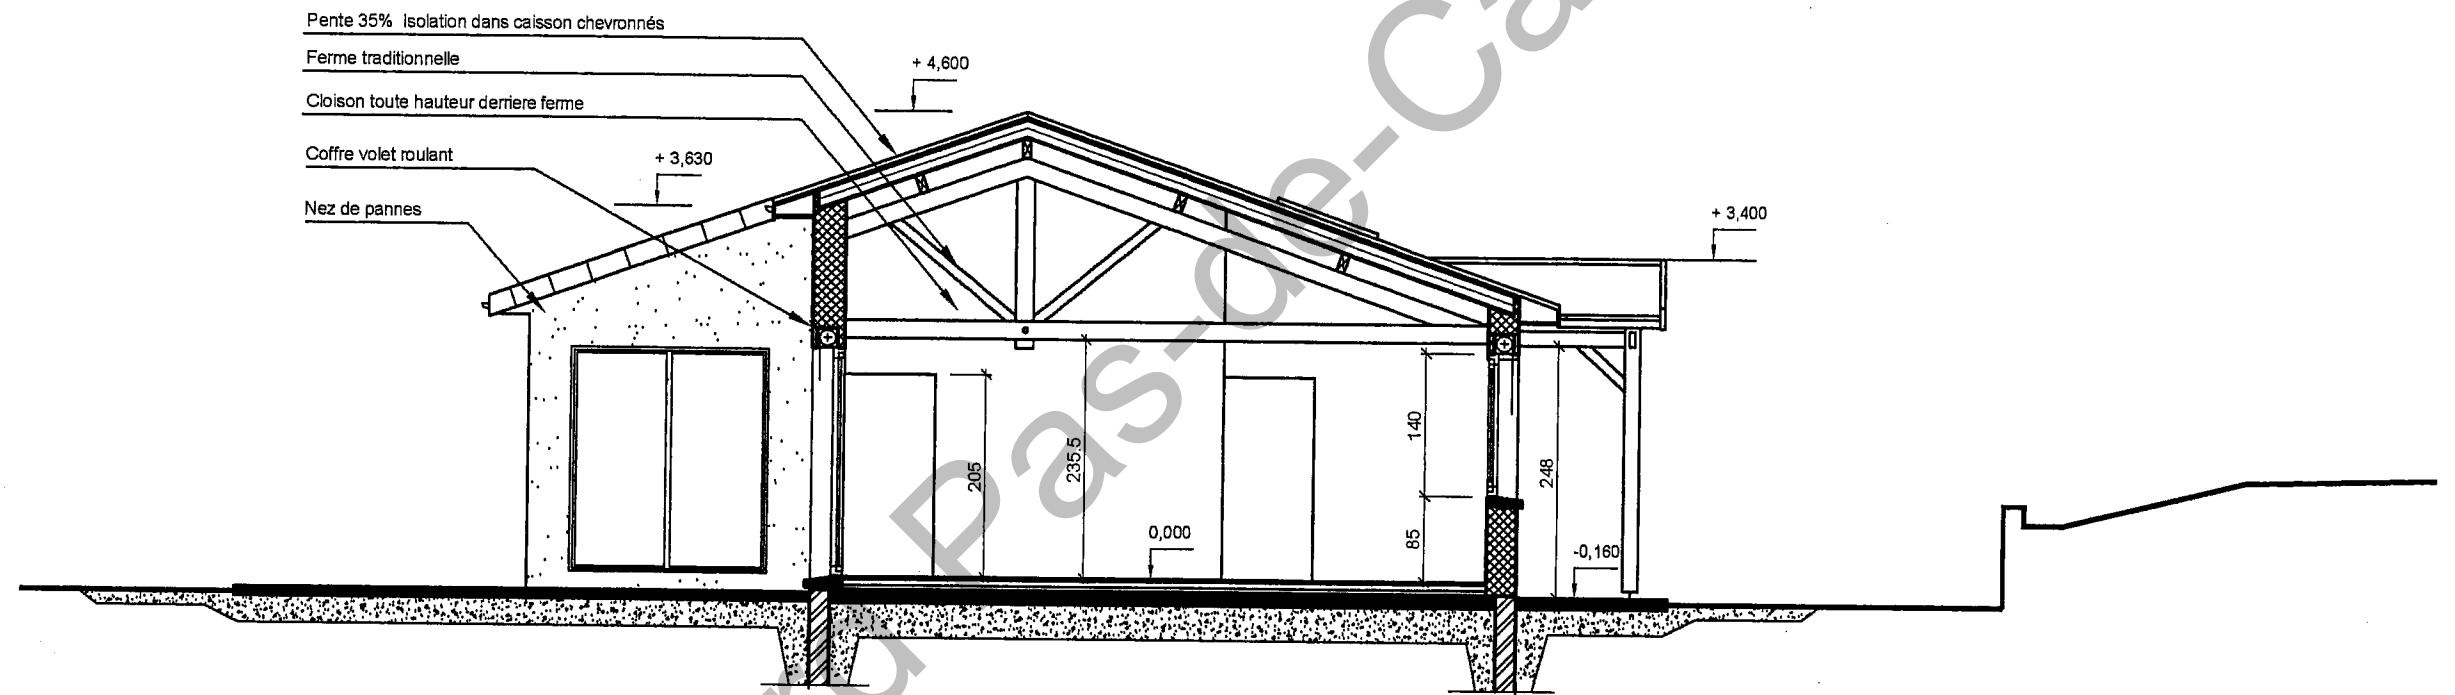 Pente 35% Isolation dans caisson chevronnés
Ferme traditionnelle
Cloison toute hauteur derriere ferme
Coffre volet roulant
Nez de pannes
+ 4,600
+ 3,630
+ 3,400
205
235.5
0,000
140
85
248
-0,160
Pas-de-Ca